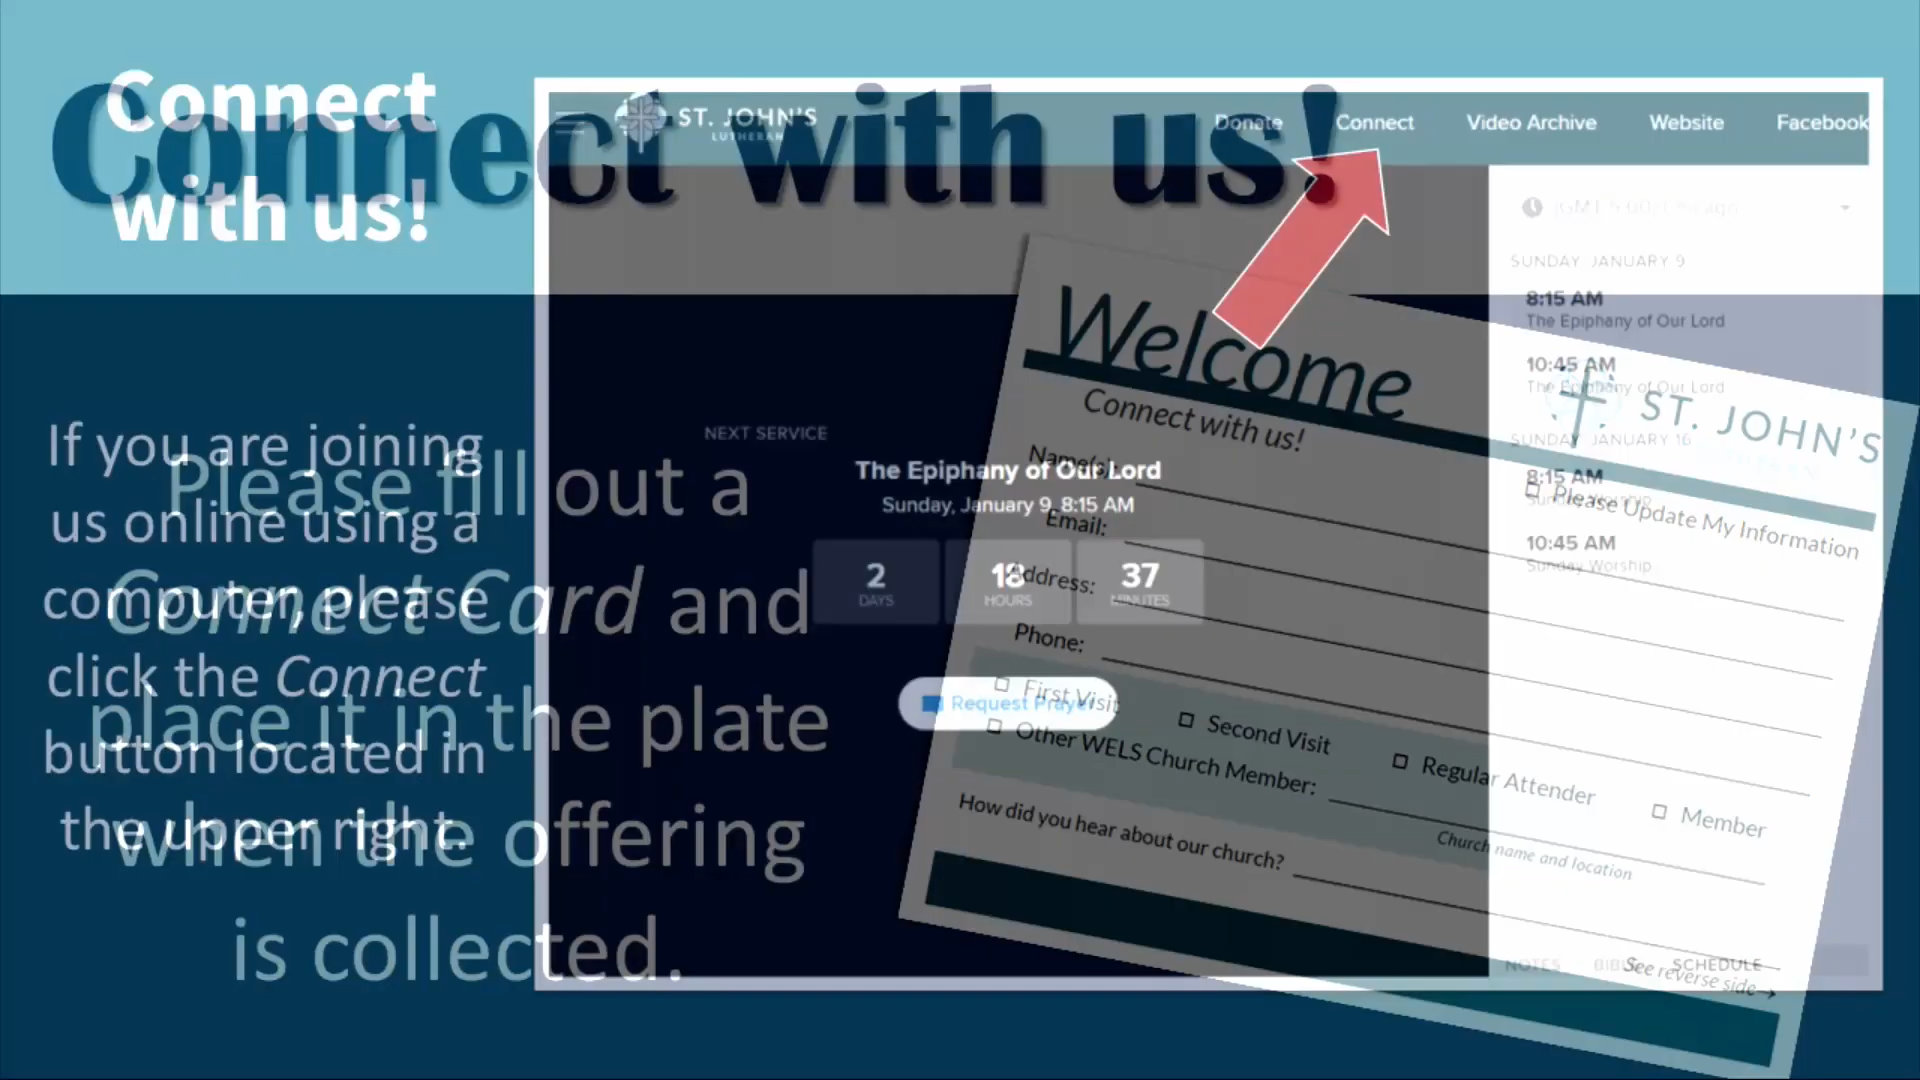 Connect
with us!
If you are joining
us online using a
computer, please
click the Connect
button located in
the upper right.
Connect with us!
Please fill out a
Connect Card and
place it in the plate
when the offering
is collected.
ST. JOHN'S
LUTHERAN
Donate
Connect
Video Archive
Website
Facebook
NEXT SERVICE
The Epiphany of Our Lord
Sunday, January 9, 8:15 AM
2
DAYS
18
HOURS
37
MINUTES
Request Prayer
SUNDAY JANUARY 9
8:15 AM
The Epiphany of Our Lord
10:45 AM
The Epiphany of Our Lord
SUNDAY JANUARY 16
8:15 AM
Sunday Worship
10:45 AM
Sunday Worship
NOTES
SCHEDULE
Welcome
Connect with us!
ST. JOHN'S
Name(s):
Please Update My Information
Email:
Address:
Phone:
First Visit
Second Visit
Regular Attender
Member
Other WELS Church Member:
Church name and location
How did you hear about our church?
See reverse side→